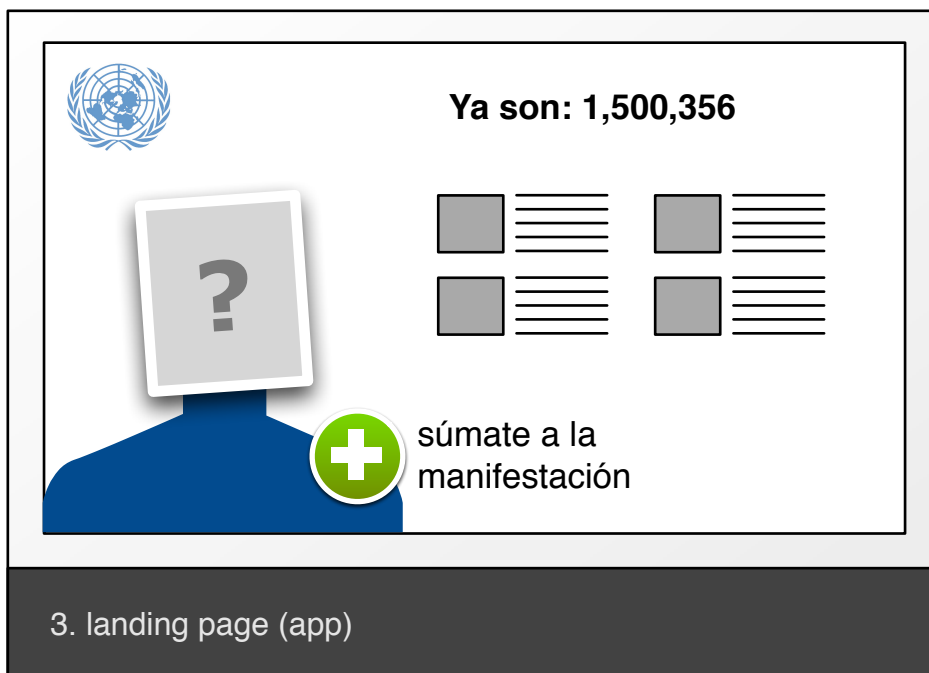 Ya son: 1,500,356
?
súmate a la
manifestación
3. landing page (app)